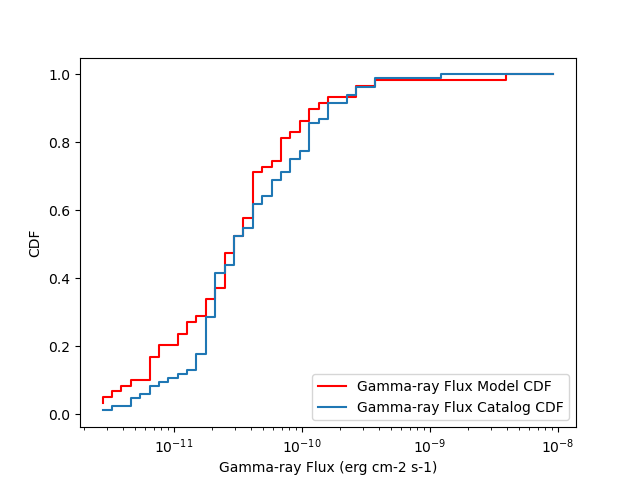 1.0
0.8
0.6
0.4
0.2
0.0
CDF
10⁻¹¹
10⁻¹⁰
10⁻⁹
10⁻⁸
Gamma-ray Flux (erg cm-2 s-1)
Gamma-ray Flux Model CDF
Gamma-ray Flux Catalog CDF